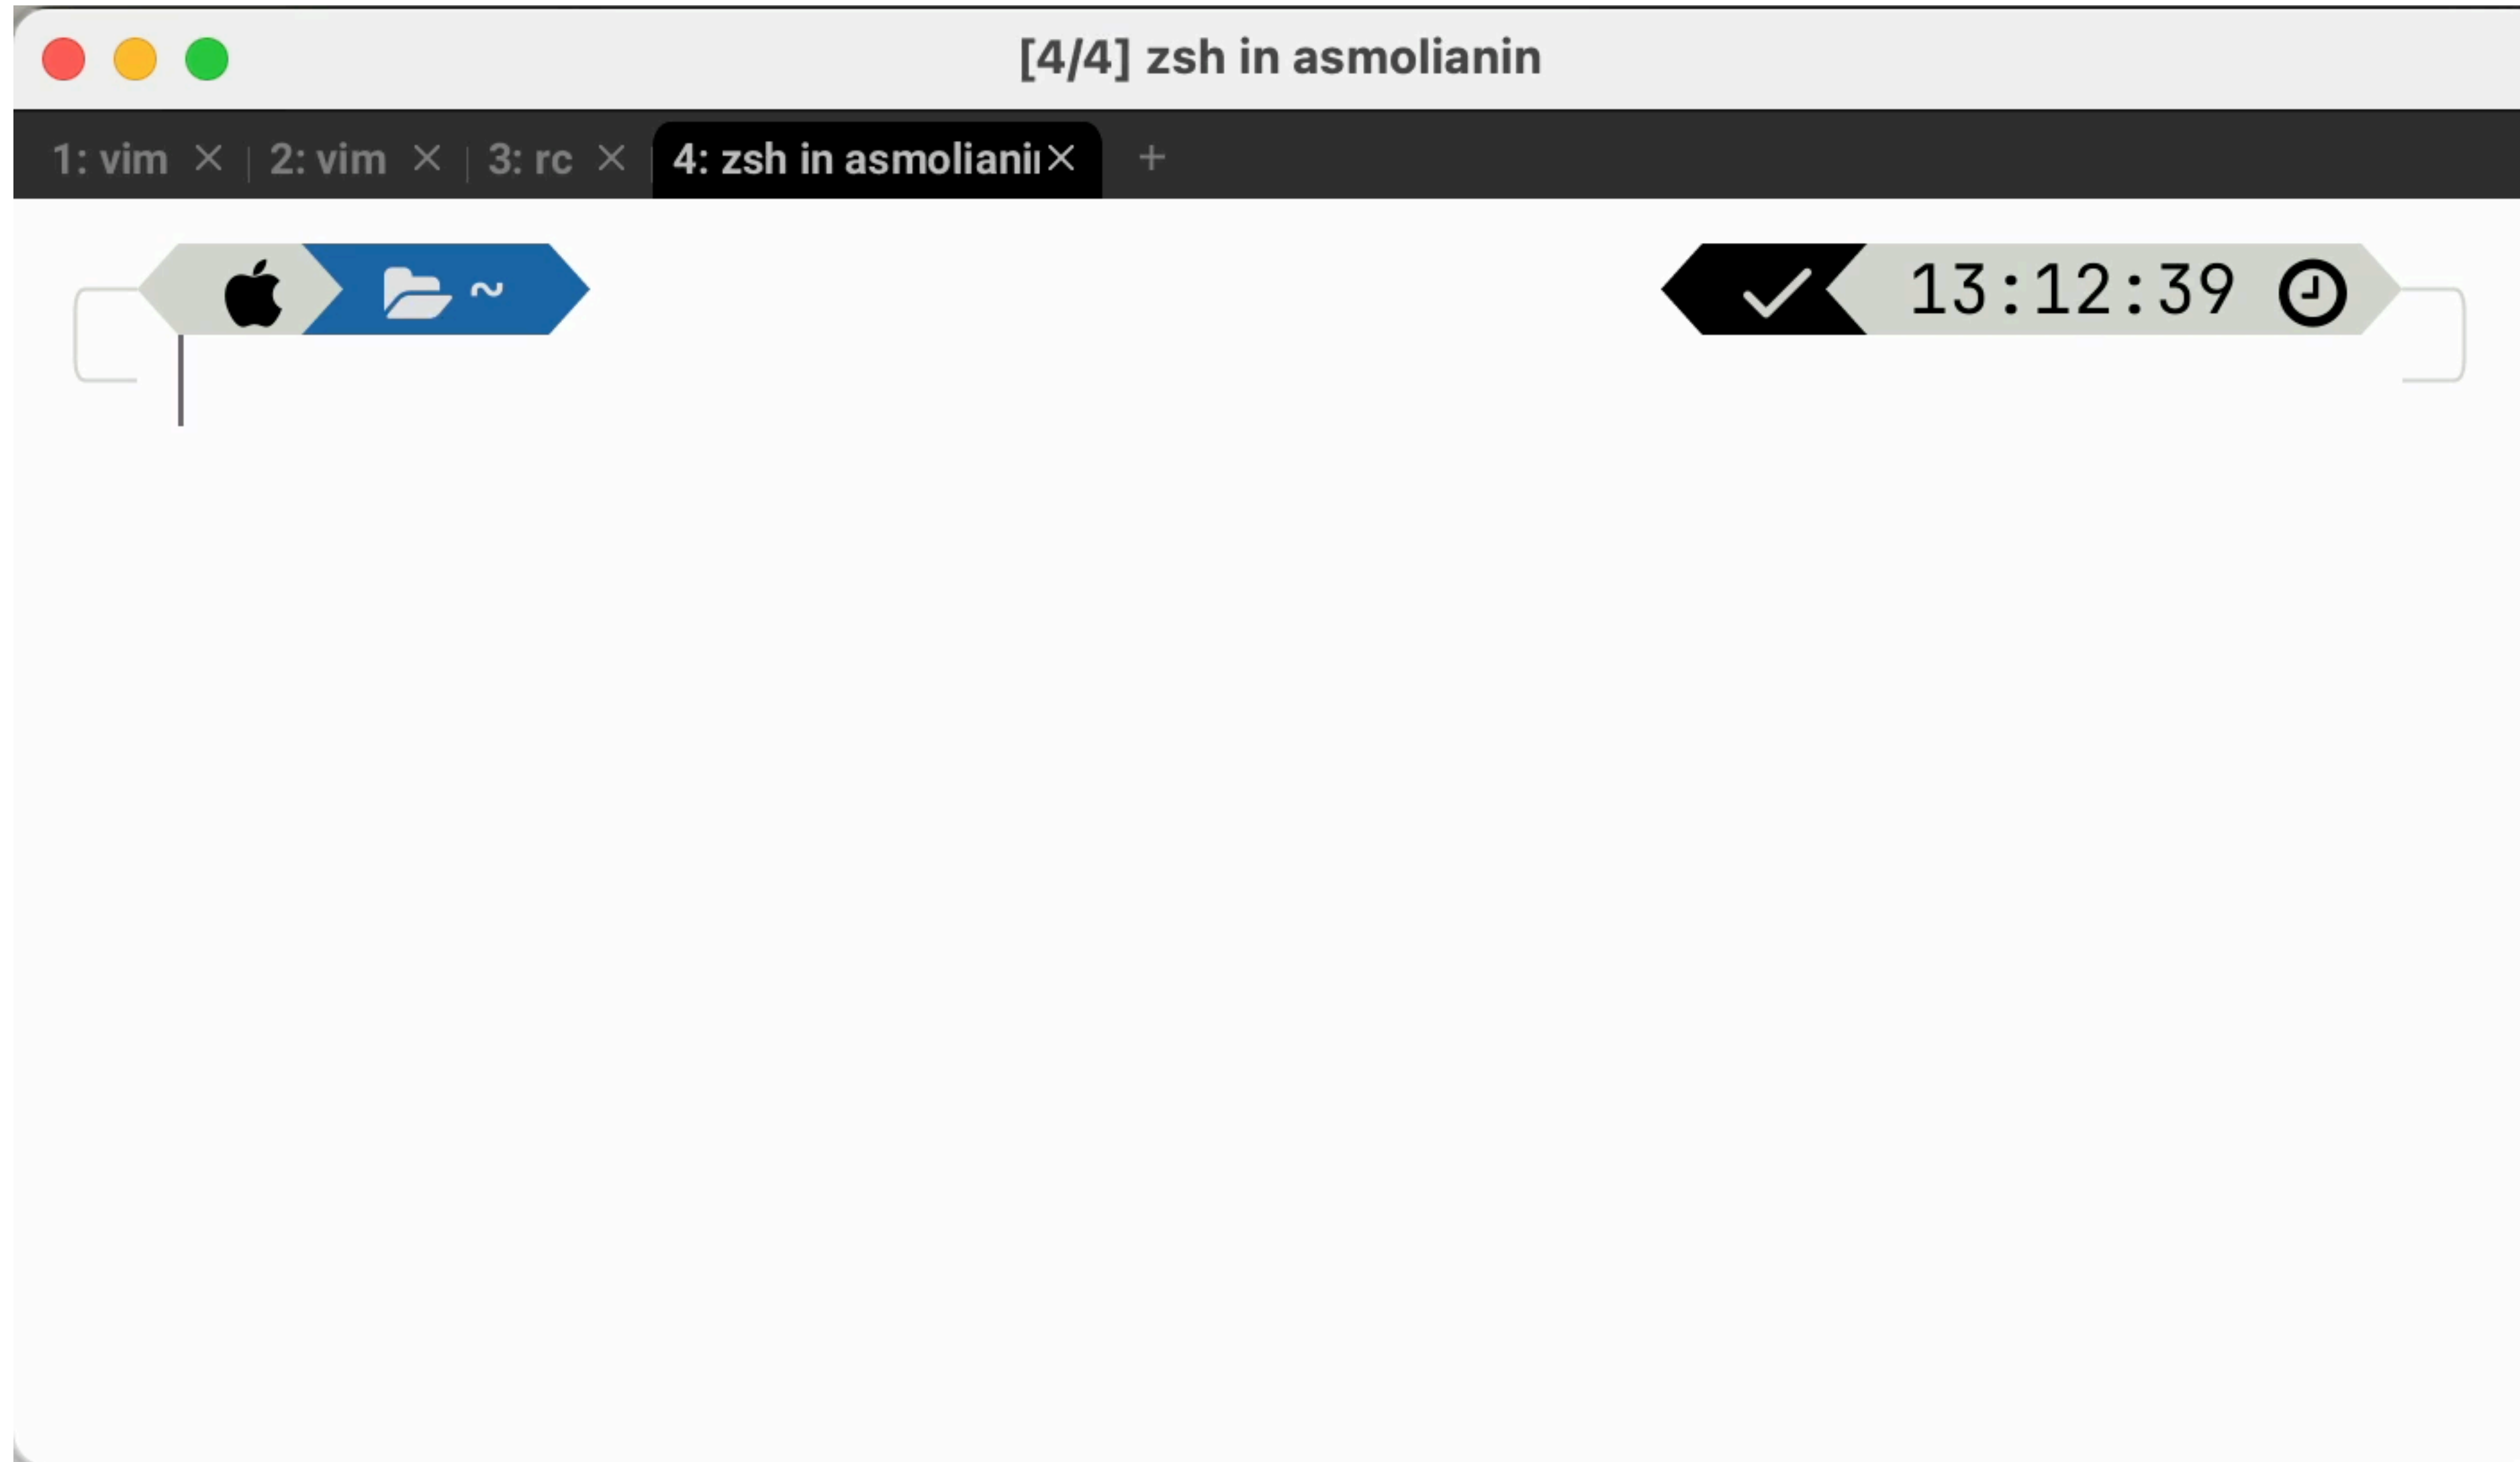 [4/4] zsh in asmolianin
1: vim 2: vim 3: rc 4: zsh in asmolianin
~ 13:12:39